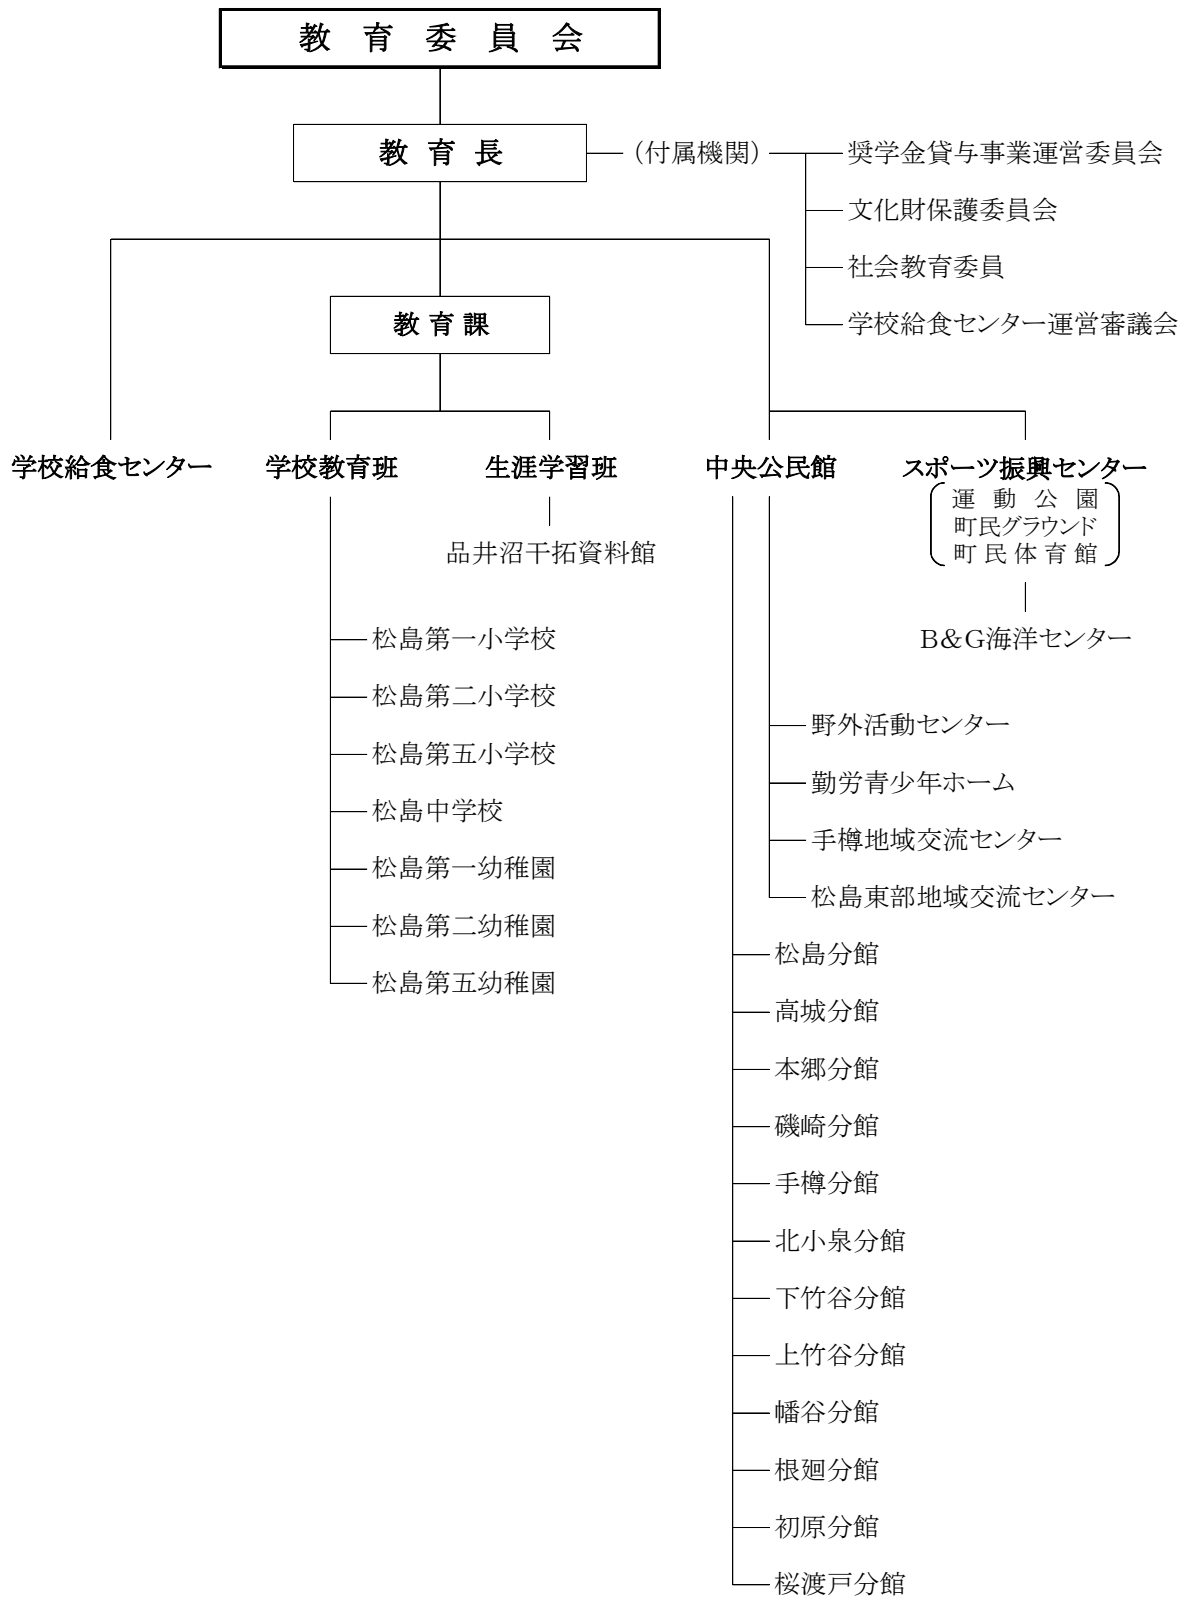 教育委員会
教育長
(付属機関)
奨学金貸与事業運営委員会
文化財保護委員会
社会教育委員
学校給食センター運営審議会
教育課
学校給食センター
学校教育班
生涯学習班
中央公民館
スポーツ振興センター
運動公園
町民グラウンド
町民体育館
品井沼干拓資料館
B&G海洋センター
松島第一小学校
松島第二小学校
松島第五小学校
松島中学校
松島第一幼稚園
松島第二幼稚園
松島第五幼稚園
野外活動センター
勤労青少年ホーム
手樽地域交流センター
松島東部地域交流センター
松島分館
高城分館
本郷分館
磯崎分館
手樽分館
北小泉分館
下竹谷分館
上竹谷分館
幡谷分館
根廻分館
初原分館
桜渡戸分館